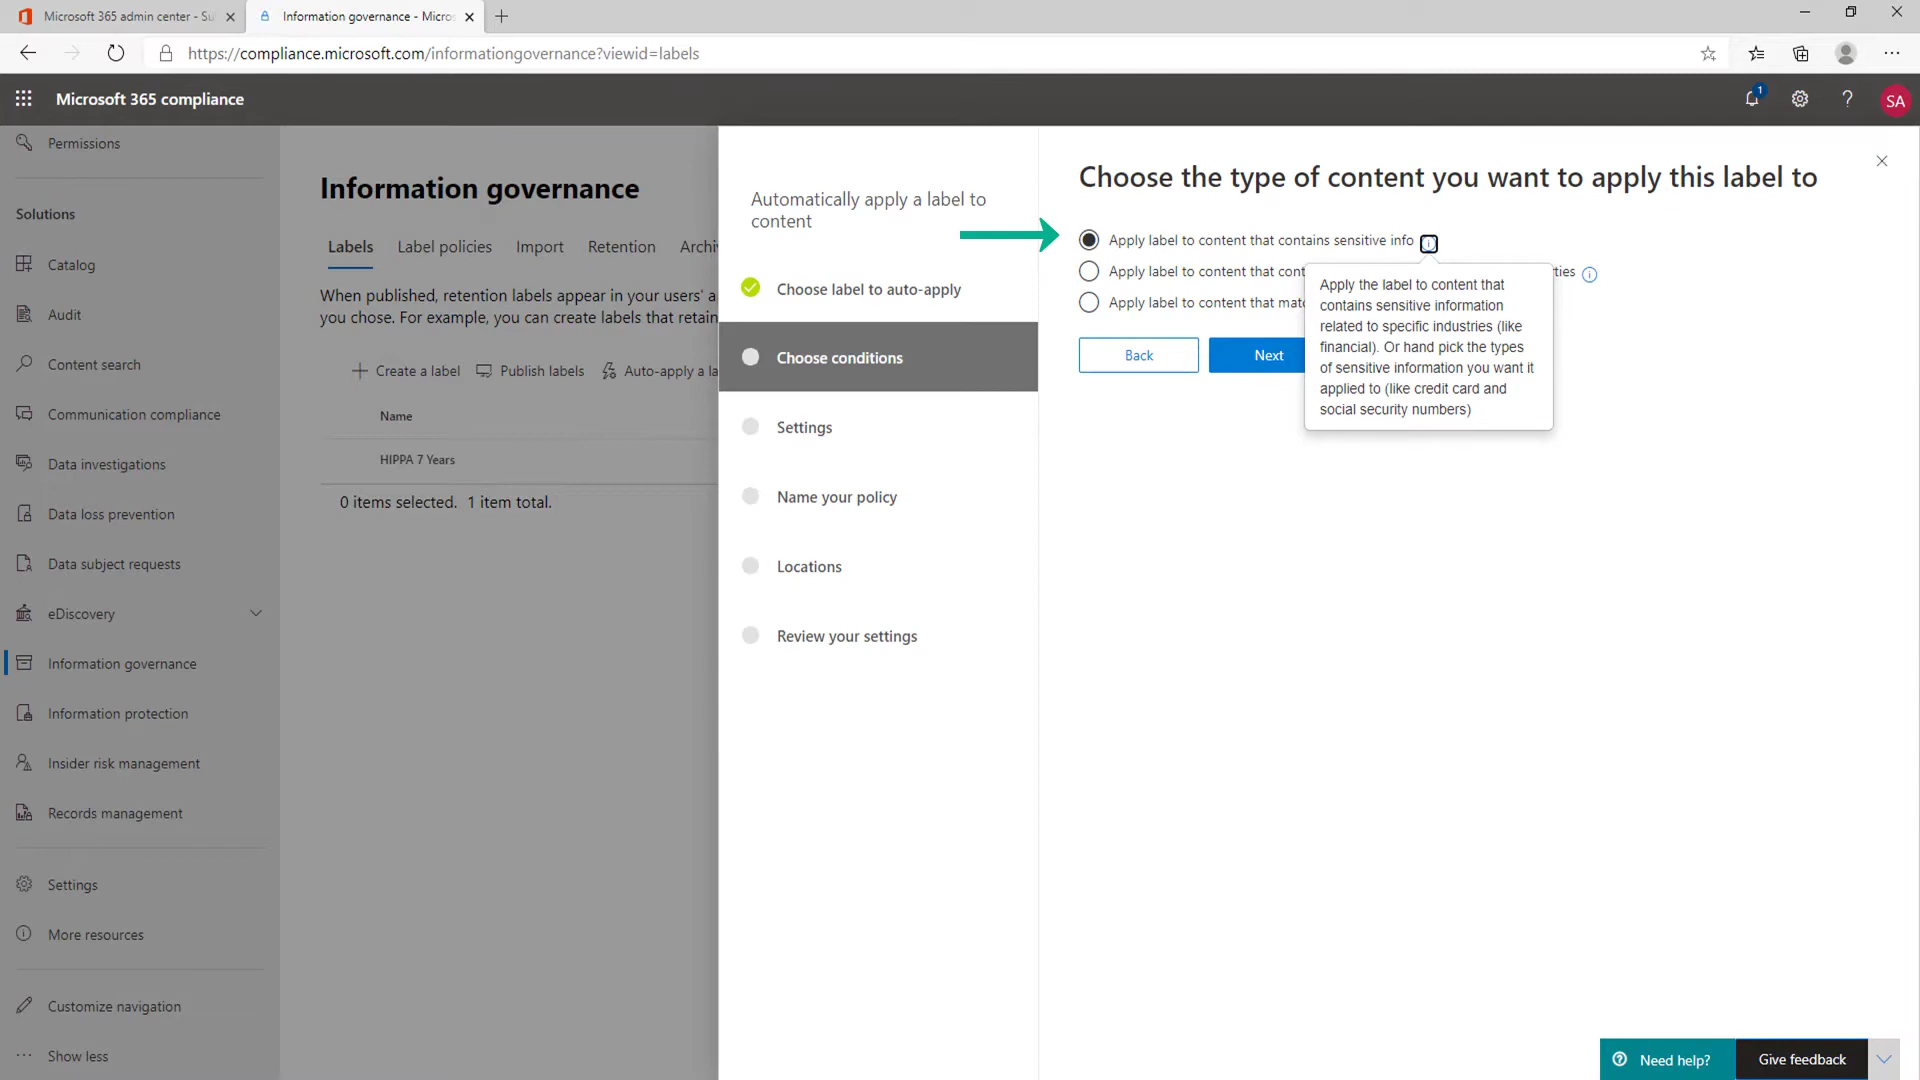 Microsoft 365 admin center - Su
Information governance - Micros
https://compliance.microsoft.com/informationgovernance?viewid=labels
Microsoft 365 compliance
1
SA
Permissions
Solutions
Catalog
Audit
Content search
Communication compliance
Data investigations
Data loss prevention
Data subject requests
eDiscovery
Information governance
Information protection
Insider risk management
Records management
Settings
More resources
Customize navigation
Show less
Information governance
Labels Label policies Import Retention Archi
When published, retention labels appear in your users' a
you chose. For example, you can create labels that retain
Create a label Publish labels Auto-apply a la
Name
HIPPA 7 Years
0 items selected. 1 item total.
Automatically apply a label to
content
Choose label to auto-apply
Choose conditions
Settings
Name your policy
Locations
Review your settings
Choose the type of content you want to apply this label to
Apply label to content that contains sensitive info
Apply label to content that cont ties
Apply label to content that matc
Back Next
Apply the label to content that
contains sensitive information
related to specific industries (like
financial). Or hand pick the types
of sensitive information you want it
applied to (like credit card and
social security numbers)
Need help? Give feedback